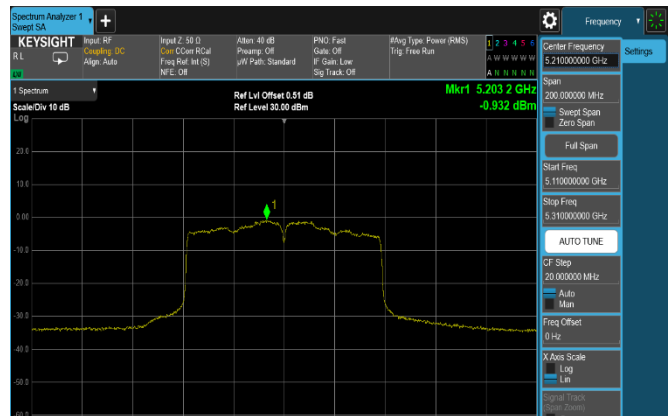 Spectrum Analyzer 1
Swept SA
+
Frequency
KEYSIGHT
RL
Input: RF
Coupling: DC
Align: Auto
Input Z: 50 Ω
Corr CCorr RCal
Freq Ref: Int (S)
NFE: Off
Atten: 40 dB
Preamp: Off
µW Path: Standard
PNO: Fast
Gate: Off
IF Gain: Low
Sig Track: Off
#Avg Type: Power (RMS)
Trig: Free Run
1 2 3 4 5 6
A W W W W W
A N N N N N
1 Spectrum
Scale/Div 10 dB
Log
Ref Lvl Offset 0.51 dB
Ref Level 30.00 dBm
Mkr1 5.203 2 GHz
-0.932 dBm
20.0
10.0
0.00
-10.0
-20.0
-30.0
-40.0
-50.0
-60.0
1
Center Frequency
5.210000000 GHz
Settings
Span
200.000000 MHz
Swept Span
Zero Span
Full Span
Start Freq
5.110000000 GHz
Stop Freq
5.310000000 GHz
AUTO TUNE
CF Step
20.000000 MHz
Auto
Man
Freq Offset
0 Hz
X Axis Scale
Log
Lin
Signal Track
(Span Zoom)